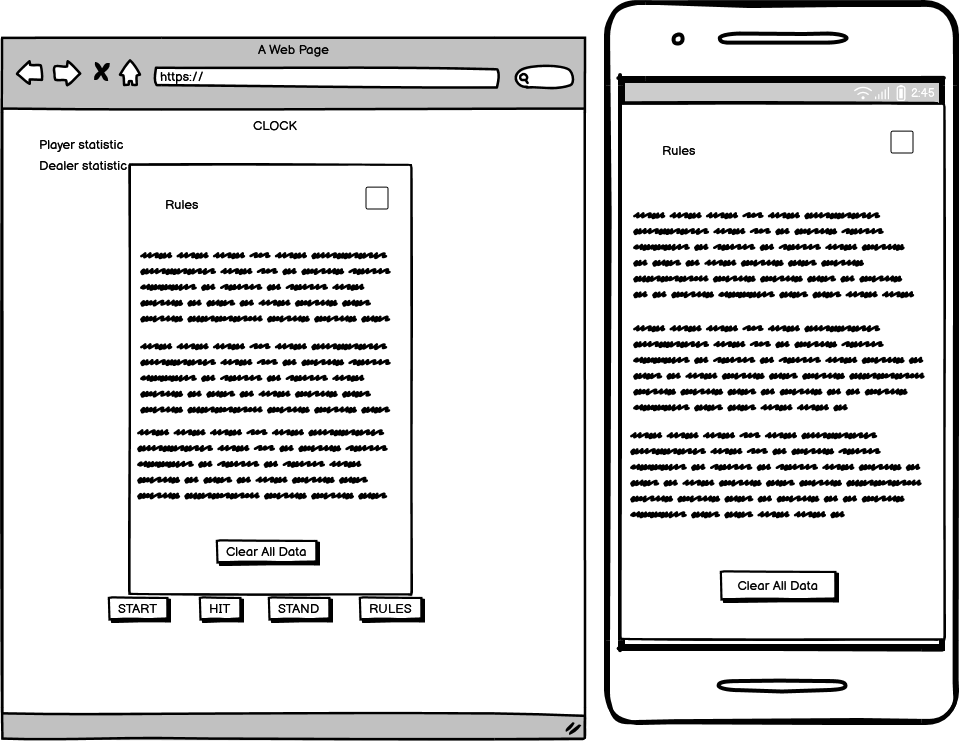 A Web Page
https://
CLOCK
Player statistic
Dealer statistic
Rules
Clear All Data
START
HIT
STAND
RULES
2:45
Rules
Clear All Data